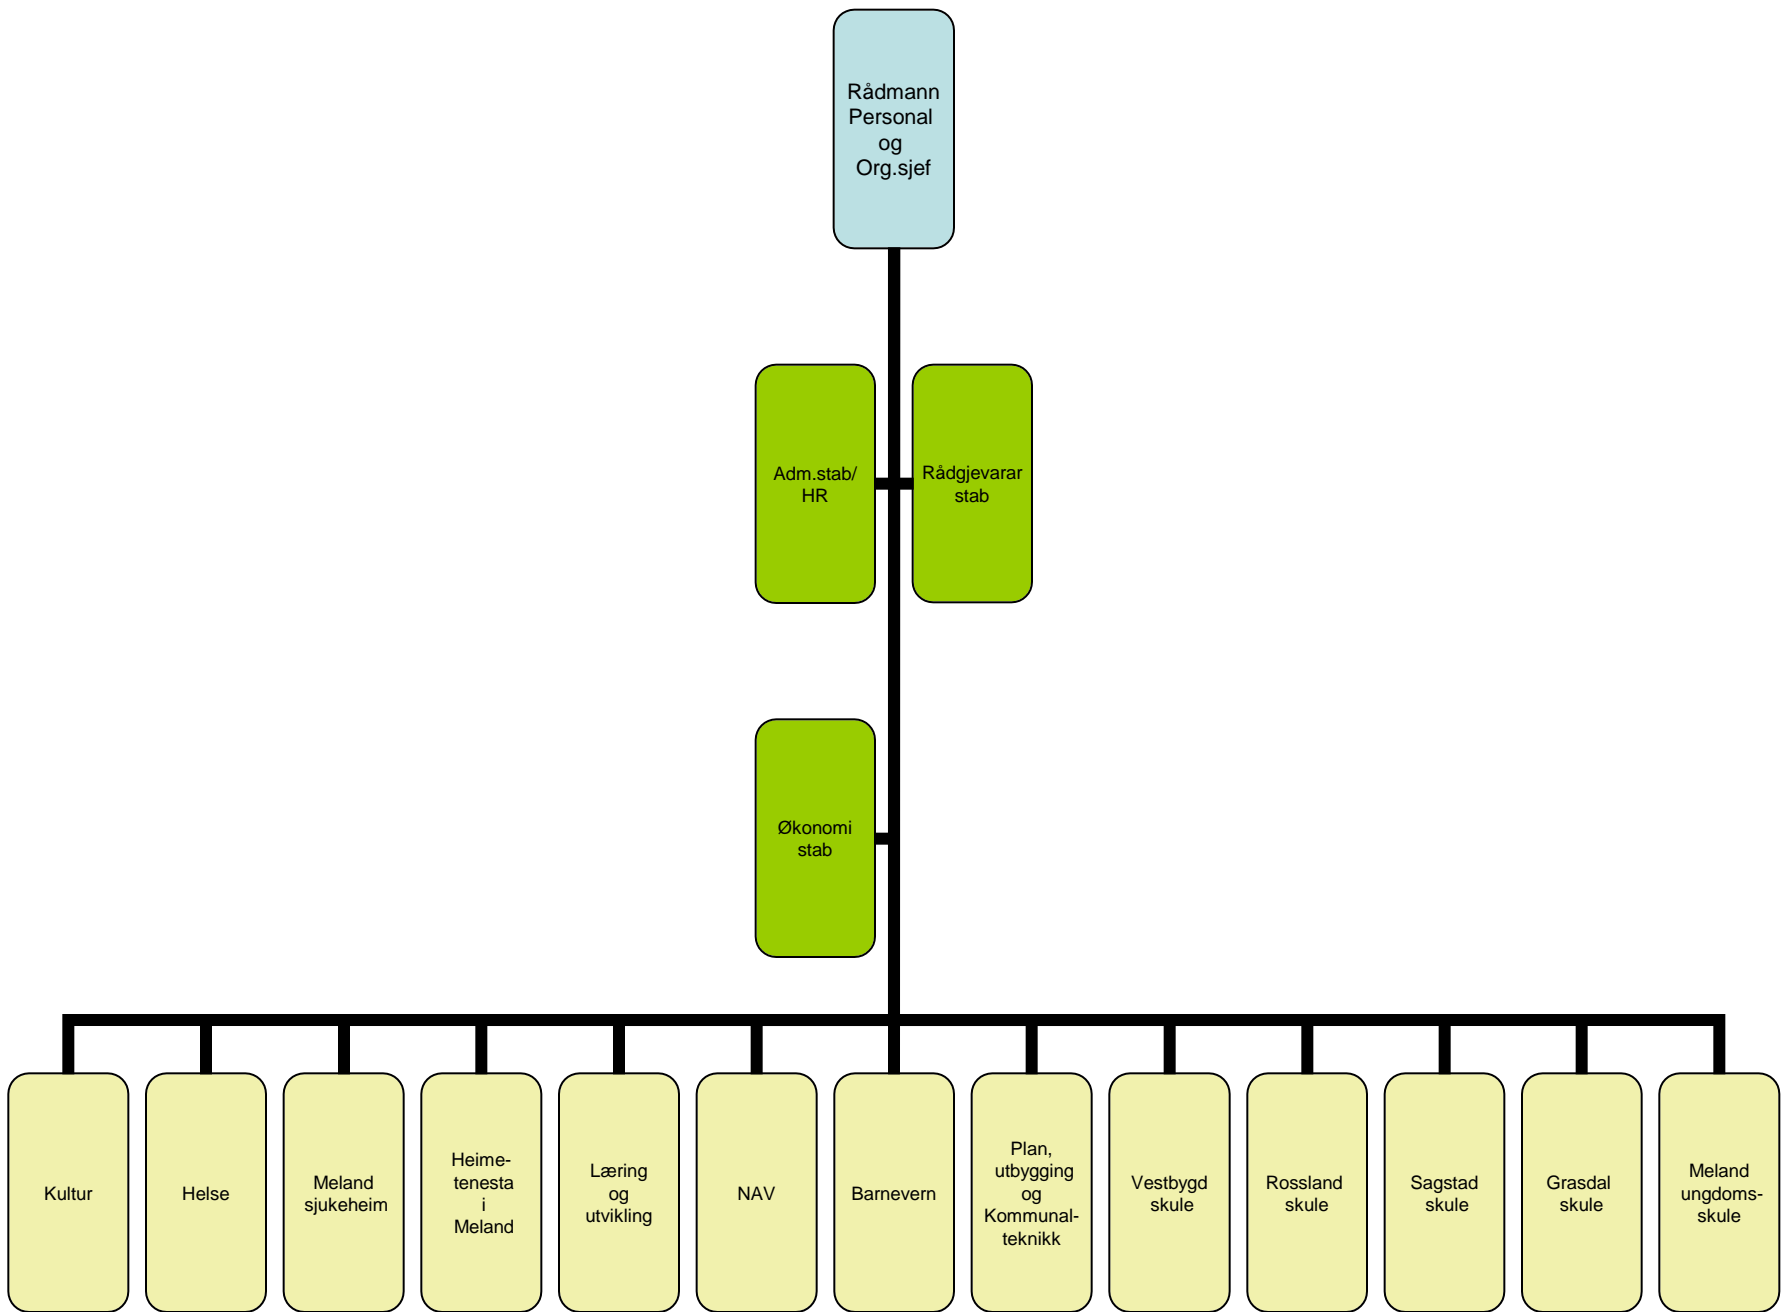 Rådmann
Personal
og
Org.sjef
Adm.stab/
HR
Rådgjevarar
stab
Økonomi
stab
Kultur
Helse
Meland
sjukeheim
Heime-
tenesta
i
Meland
Læring
og
utvikling
NAV
Barnevern
Plan,
utbygging
og
Kommunal-
teknikk
Vestbygd
skule
Rossland
skule
Sagstad
skule
Grasdal
skule
Meland
ungdoms-
skule